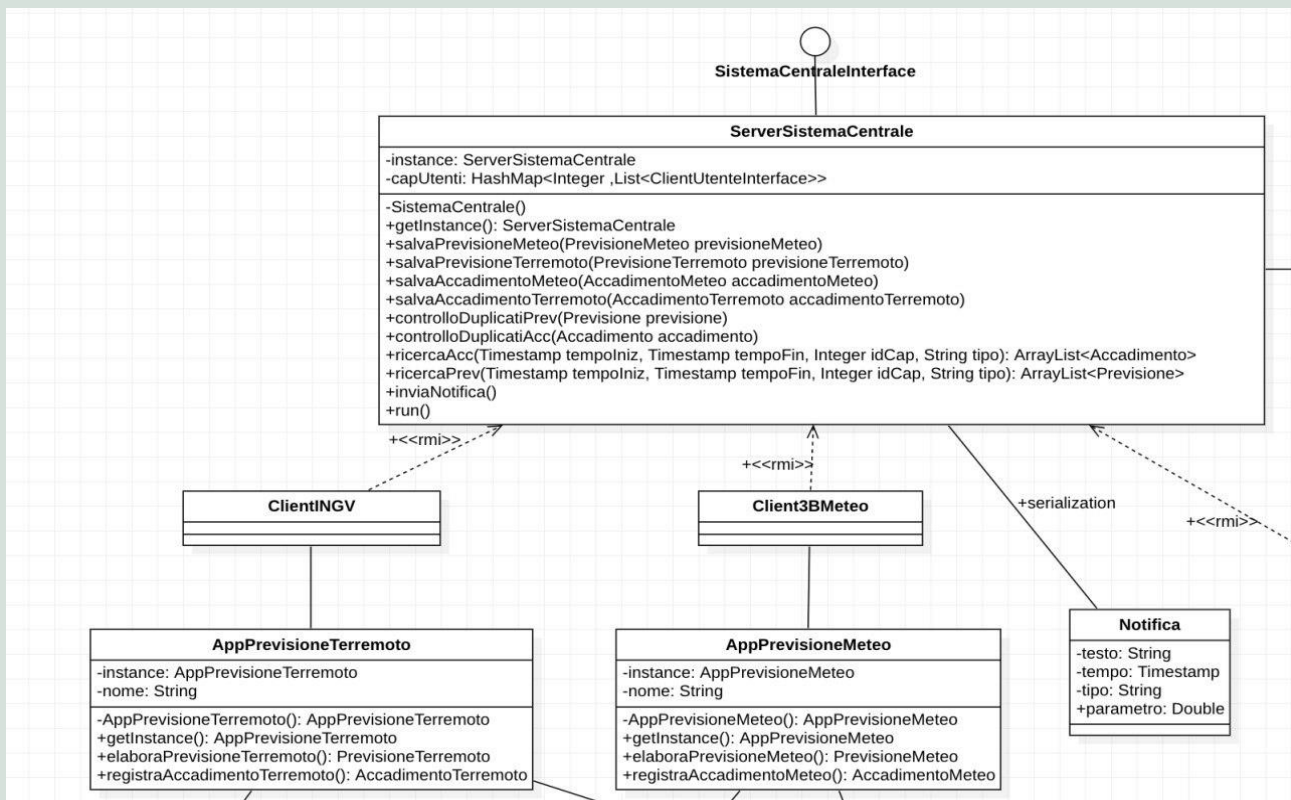 SistemaCentraleInterface
ServerSistemaCentrale
-instance: ServerSistemaCentrale
-capUtenti: HashMap<Integer ,List<ClientUtenteInterface>>
-SistemaCentrale()
+getInstance(): ServerSistemaCentrale
+salvaPrevisioneMeteo(PrevisioneMeteo previsioneMeteo)
+salvaPrevisioneTerremoto(PrevisioneTerremoto previsioneTerremoto)
+salvaAccadimentoMeteo(AccadimentoMeteo accadimentoMeteo)
+salvaAccadimentoTerremoto(AccadimentoTerremoto accadimentoTerremoto)
+controlloDuplicatiPrev(Previsione previsione)
+controlloDuplicatiAcc(Accadimento accadimento)
+ricercaAcc(Timestamp tempoIniz, Timestamp tempoFin, Integer idCap, String tipo): ArrayList<Accadimento>
+ricercaPrev(Timestamp tempoIniz, Timestamp tempoFin, Integer idCap, String tipo): ArrayList<Previsione>
+inviaNotifica()
+run()
+<<rmi>>
+<<rmi>>
+serialization
+<<rmi>>
ClientINGV
Client3BMeteo
AppPrevisioneTerremoto
-instance: AppPrevisioneTerremoto
-nome: String
-AppPrevisioneTerremoto(): AppPrevisioneTerremoto
+getInstance(): AppPrevisioneTerremoto
+elaboraPrevisioneTerremoto(): PrevisioneTerremoto
+registraAccadimentoTerremoto(): AccadimentoTerremoto
AppPrevisioneMeteo
-instance: AppPrevisioneMeteo
-nome: String
-AppPrevisioneMeteo(): AppPrevisioneMeteo
+getInstance(): AppPrevisioneMeteo
+elaboraPrevisioneMeteo(): PrevisioneMeteo
+registraAccadimentoMeteo(): AccadimentoMeteo
Notifica
-testo: String
-tempo: Timestamp
-tipo: String
+parametro: Double